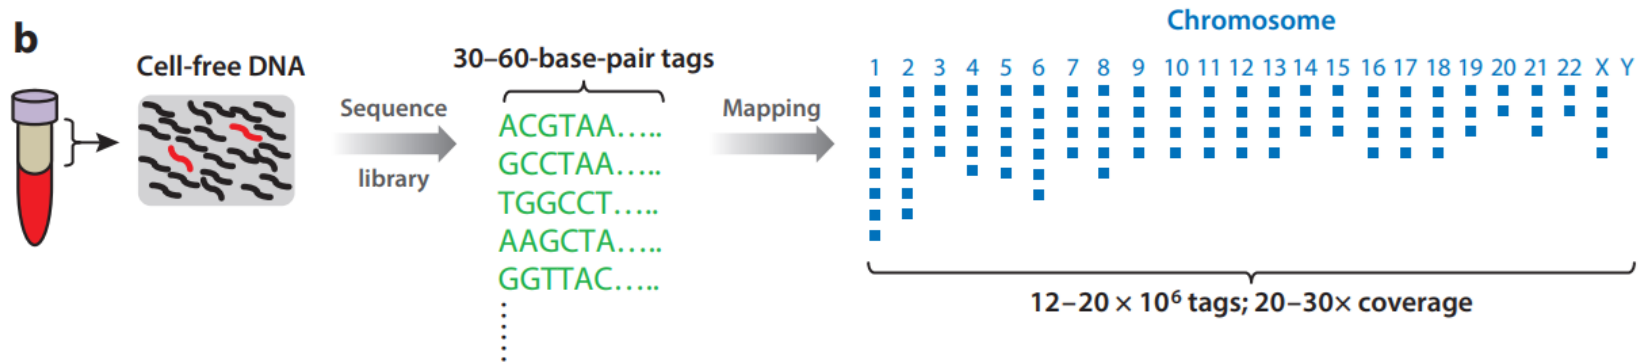 b
Cell-free DNA
Sequence
library
30–60-base-pair tags
ACGTAA.....
GCCTAA.....
TGGCCT.....
AAGCTA.....
GGTTAC.....
Mapping
Chromosome
1 2 3 4 5 6 7 8 9 10 11 12 13 14 15 16 17 18 19 20 21 22 X Y
12–20 × 10⁶ tags; 20–30× coverage